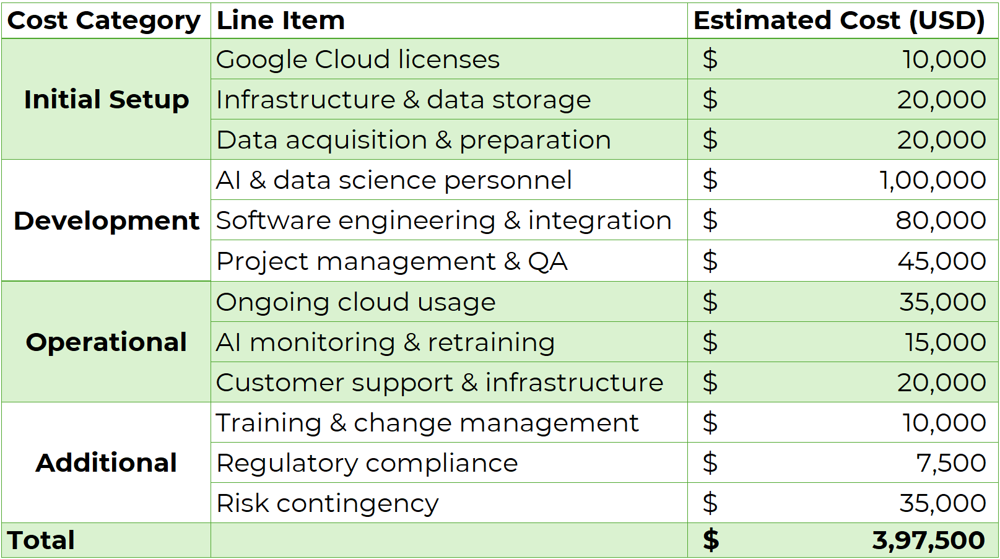 Cost Category Line Item Estimated Cost (USD)
Initial Setup
Google Cloud licenses $ 10,000
Infrastructure & data storage $ 20,000
Data acquisition & preparation $ 20,000
Development
AI & data science personnel $ 1,00,000
Software engineering & integration $ 80,000
Project management & QA $ 45,000
Operational
Ongoing cloud usage $ 35,000
AI monitoring & retraining $ 15,000
Customer support & infrastructure $ 20,000
Additional
Training & change management $ 10,000
Regulatory compliance $ 7,500
Risk contingency $ 35,000
Total $ 3,97,500